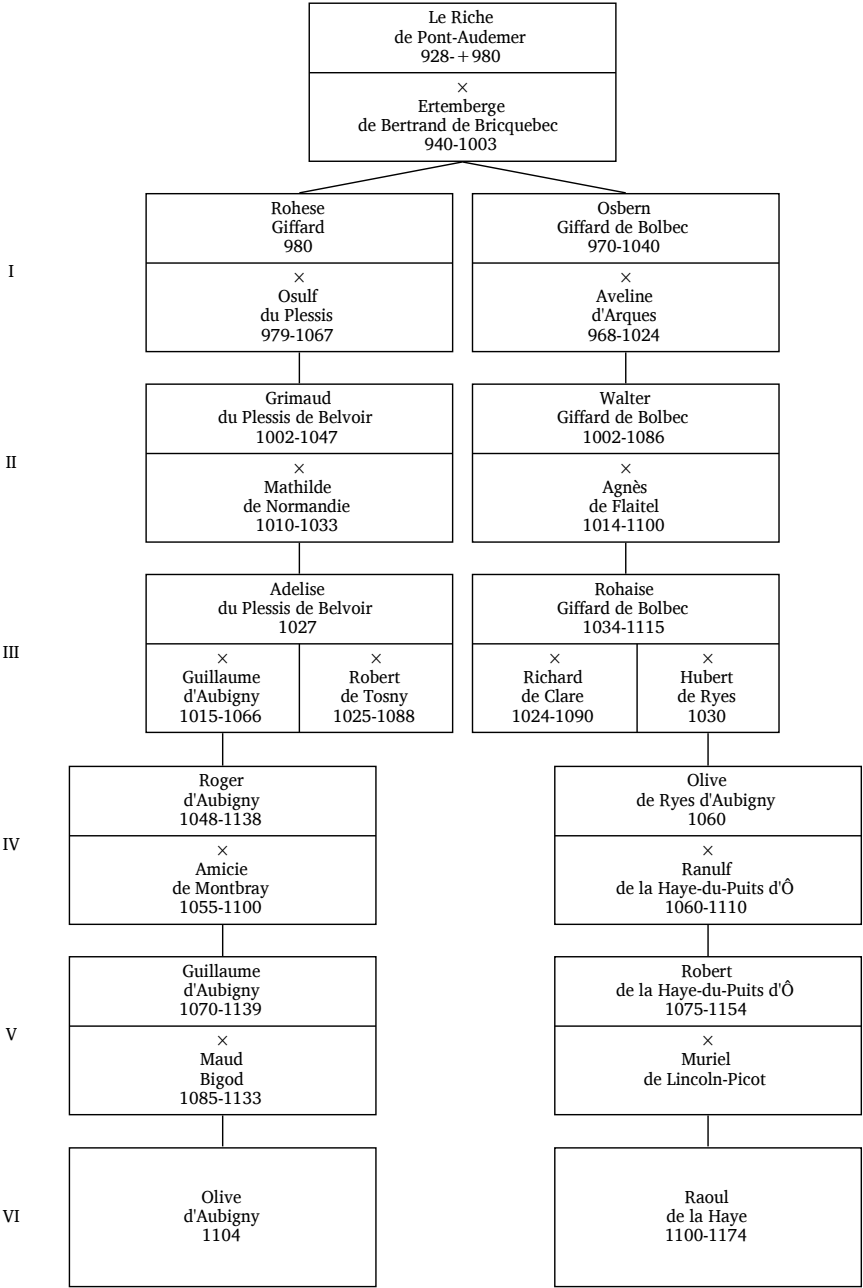 Le Riche
de Pont-Audemer
928-+980
×
Ertemberge
de Bertrand de Bricquebec
940-1003
I
Rohese
Giffard
980
×
Osulf
du Plessis
979-1067
Osbern
Giffard de Bolbec
970-1040
×
Aveline
d'Arques
968-1024
II
Grimaud
du Plessis de Belvoir
1002-1047
×
Mathilde
de Normandie
1010-1033
Walter
Giffard de Bolbec
1002-1086
×
Agnès
de Flaitel
1014-1100
III
Adelise
du Plessis de Belvoir
1027
×
Guillaume
d'Aubigny
1015-1066
×
Robert
de Tosny
1025-1088
Rohaise
Giffard de Bolbec
1034-1115
×
Richard
de Clare
1024-1090
×
Hubert
de Ryes
1030
IV
Roger
d'Aubigny
1048-1138
×
Amicie
de Montbray
1055-1100
Olive
de Ryes d'Aubigny
1060
×
Ranulf
de la Haye-du-Puits d'Ô
1060-1110
V
Guillaume
d'Aubigny
1070-1139
×
Maud
Bigod
1085-1133
Robert
de la Haye-du-Puits d'Ô
1075-1154
×
Muriel
de Lincoln-Picot
VI
Olive
d'Aubigny
1104
Raoul
de la Haye
1100-1174